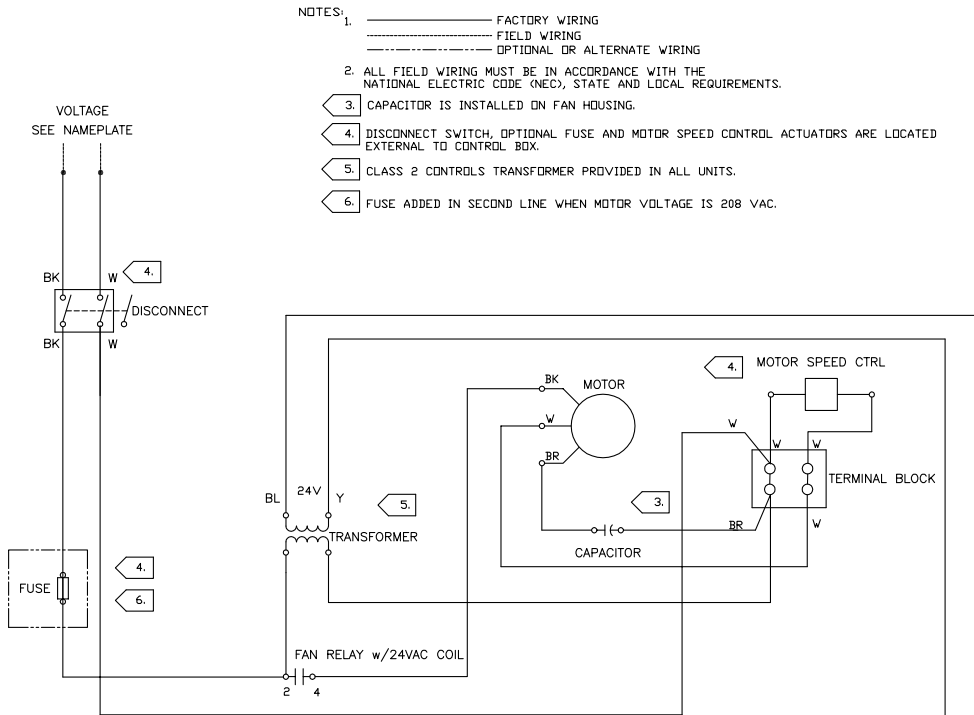 NOTES:
1. FACTORY WIRING
FIELD WIRING
OPTIONAL OR ALTERNATE WIRING
2. ALL FIELD WIRING MUST BE IN ACCORDANCE WITH THE
NATIONAL ELECTRIC CODE (NEC), STATE AND LOCAL REQUIREMENTS.
3. CAPACITOR IS INSTALLED ON FAN HOUSING.
4. DISCONNECT SWITCH, OPTIONAL FUSE AND MOTOR SPEED CONTROL ACTUATORS ARE LOCATED
EXTERNAL TO CONTROL BOX.
5. CLASS 2 CONTROLS TRANSFORMER PROVIDED IN ALL UNITS.
6. FUSE ADDED IN SECOND LINE WHEN MOTOR VOLTAGE IS 208 VAC.
VOLTAGE
SEE NAMEPLATE
BK
W
4.
DISCONNECT
BK
W
4.
MOTOR SPEED CTRL
BK
MOTOR
W
W
W
W
BR
TERMINAL BLOCK
BL
24V
Y
5.
3.
BR
W
TRANSFORMER
CAPACITOR
4.
FUSE
6.
FAN RELAY w/24VAC COIL
2
4